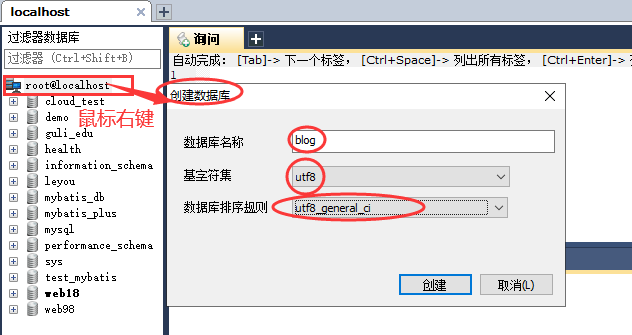 localhost
过滤器数据库
过滤器 (Ctrl+Shift+B)
root@localhost
cloud_test
demo
guli_edu
health
information_schema
leyou
mybatis_db
mybatis_plus
mysql
performance_schema
sys
test_mybatis
web18
web98
鼠标右键
询问
自动完成： [Tab]-> 下一个标签， [Ctrl+Space]-> 列出所有标签， [Ctrl+Enter]->
1
创建数据库
数据库名称
blog
基字符集
utf8
数据库排序规则
utf8_general_ci
创建
取消(L)